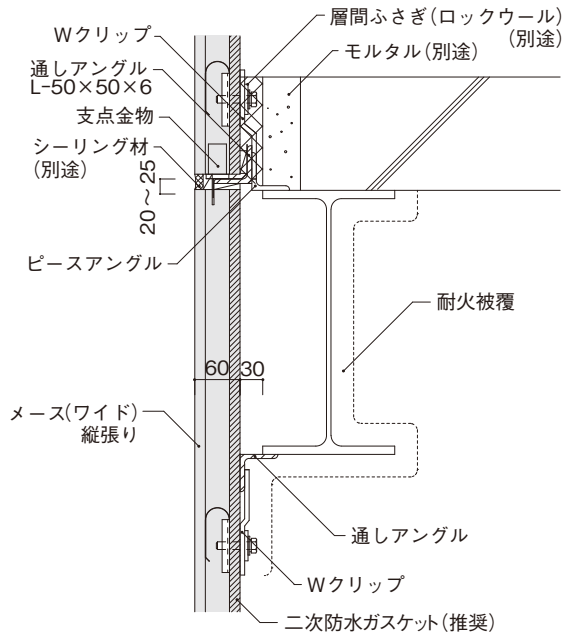 Wクリップ
通しアングル
L-50×50×6
支点金物
シーリング材
(別途)
20～25
ピースアングル
層間ふさぎ(ロックウール)
(別途)
モルタル(別途)
耐火被覆
60
30
メース(ワイド)
縦張り
通しアングル
Wクリップ
二次防水ガスケット(推奨)